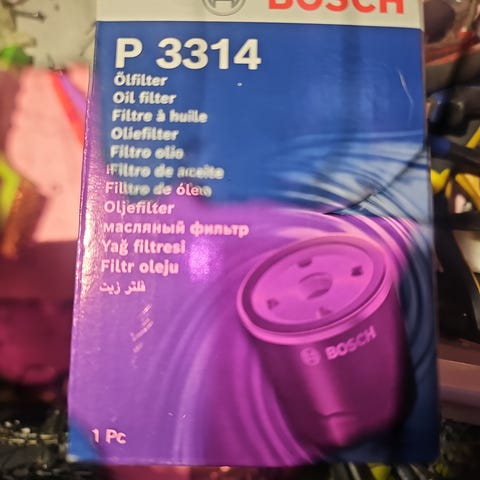 BOSCH
P 3314
Ölfilter
Oil filter
Filtre à huile
Oliefilter
Filtro olio
Filtro de aceite
Filtro de óleo
Oljefilter
масляный фильтр
Yağ filtresi
Filtr oleju
فلتر زيت
BOSCH
1 Pc